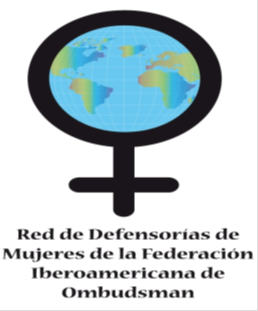 Red de Defensorías de
Mujeres de la Federación
Iberoamericana de
Ombudsman